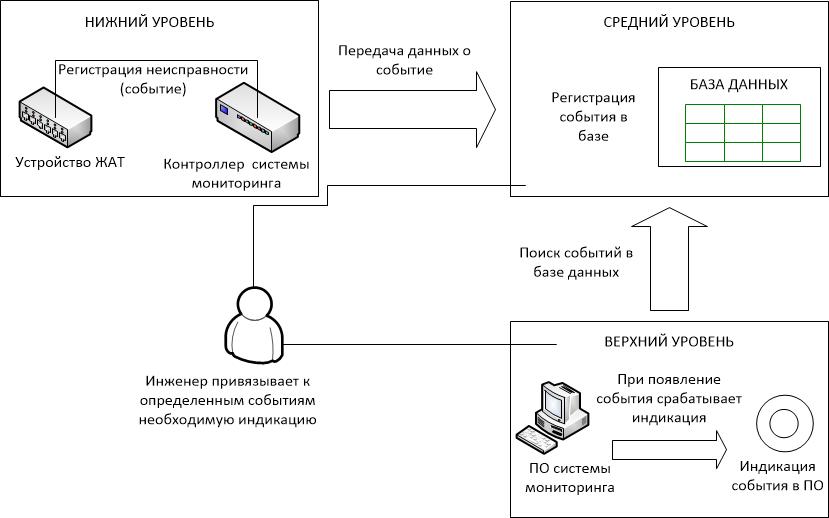 НИЖНИЙ УРОВЕНЬ
Регистрация неисправности
(событие)
Устройство ЖАТ
Контроллер системы
мониторинга
Передача данных о
событие
СРЕДНИЙ УРОВЕНЬ
Регистрация
события в
базе
БАЗА ДАННЫХ
Поиск событий в
базе данных
Инженер привязывает к
определенным событиям
необходимую индикацию
ВЕРХНИЙ УРОВЕНЬ
При появление
события срабатывает
индикация
ПО системы
мониторинга
Индикация
события в ПО